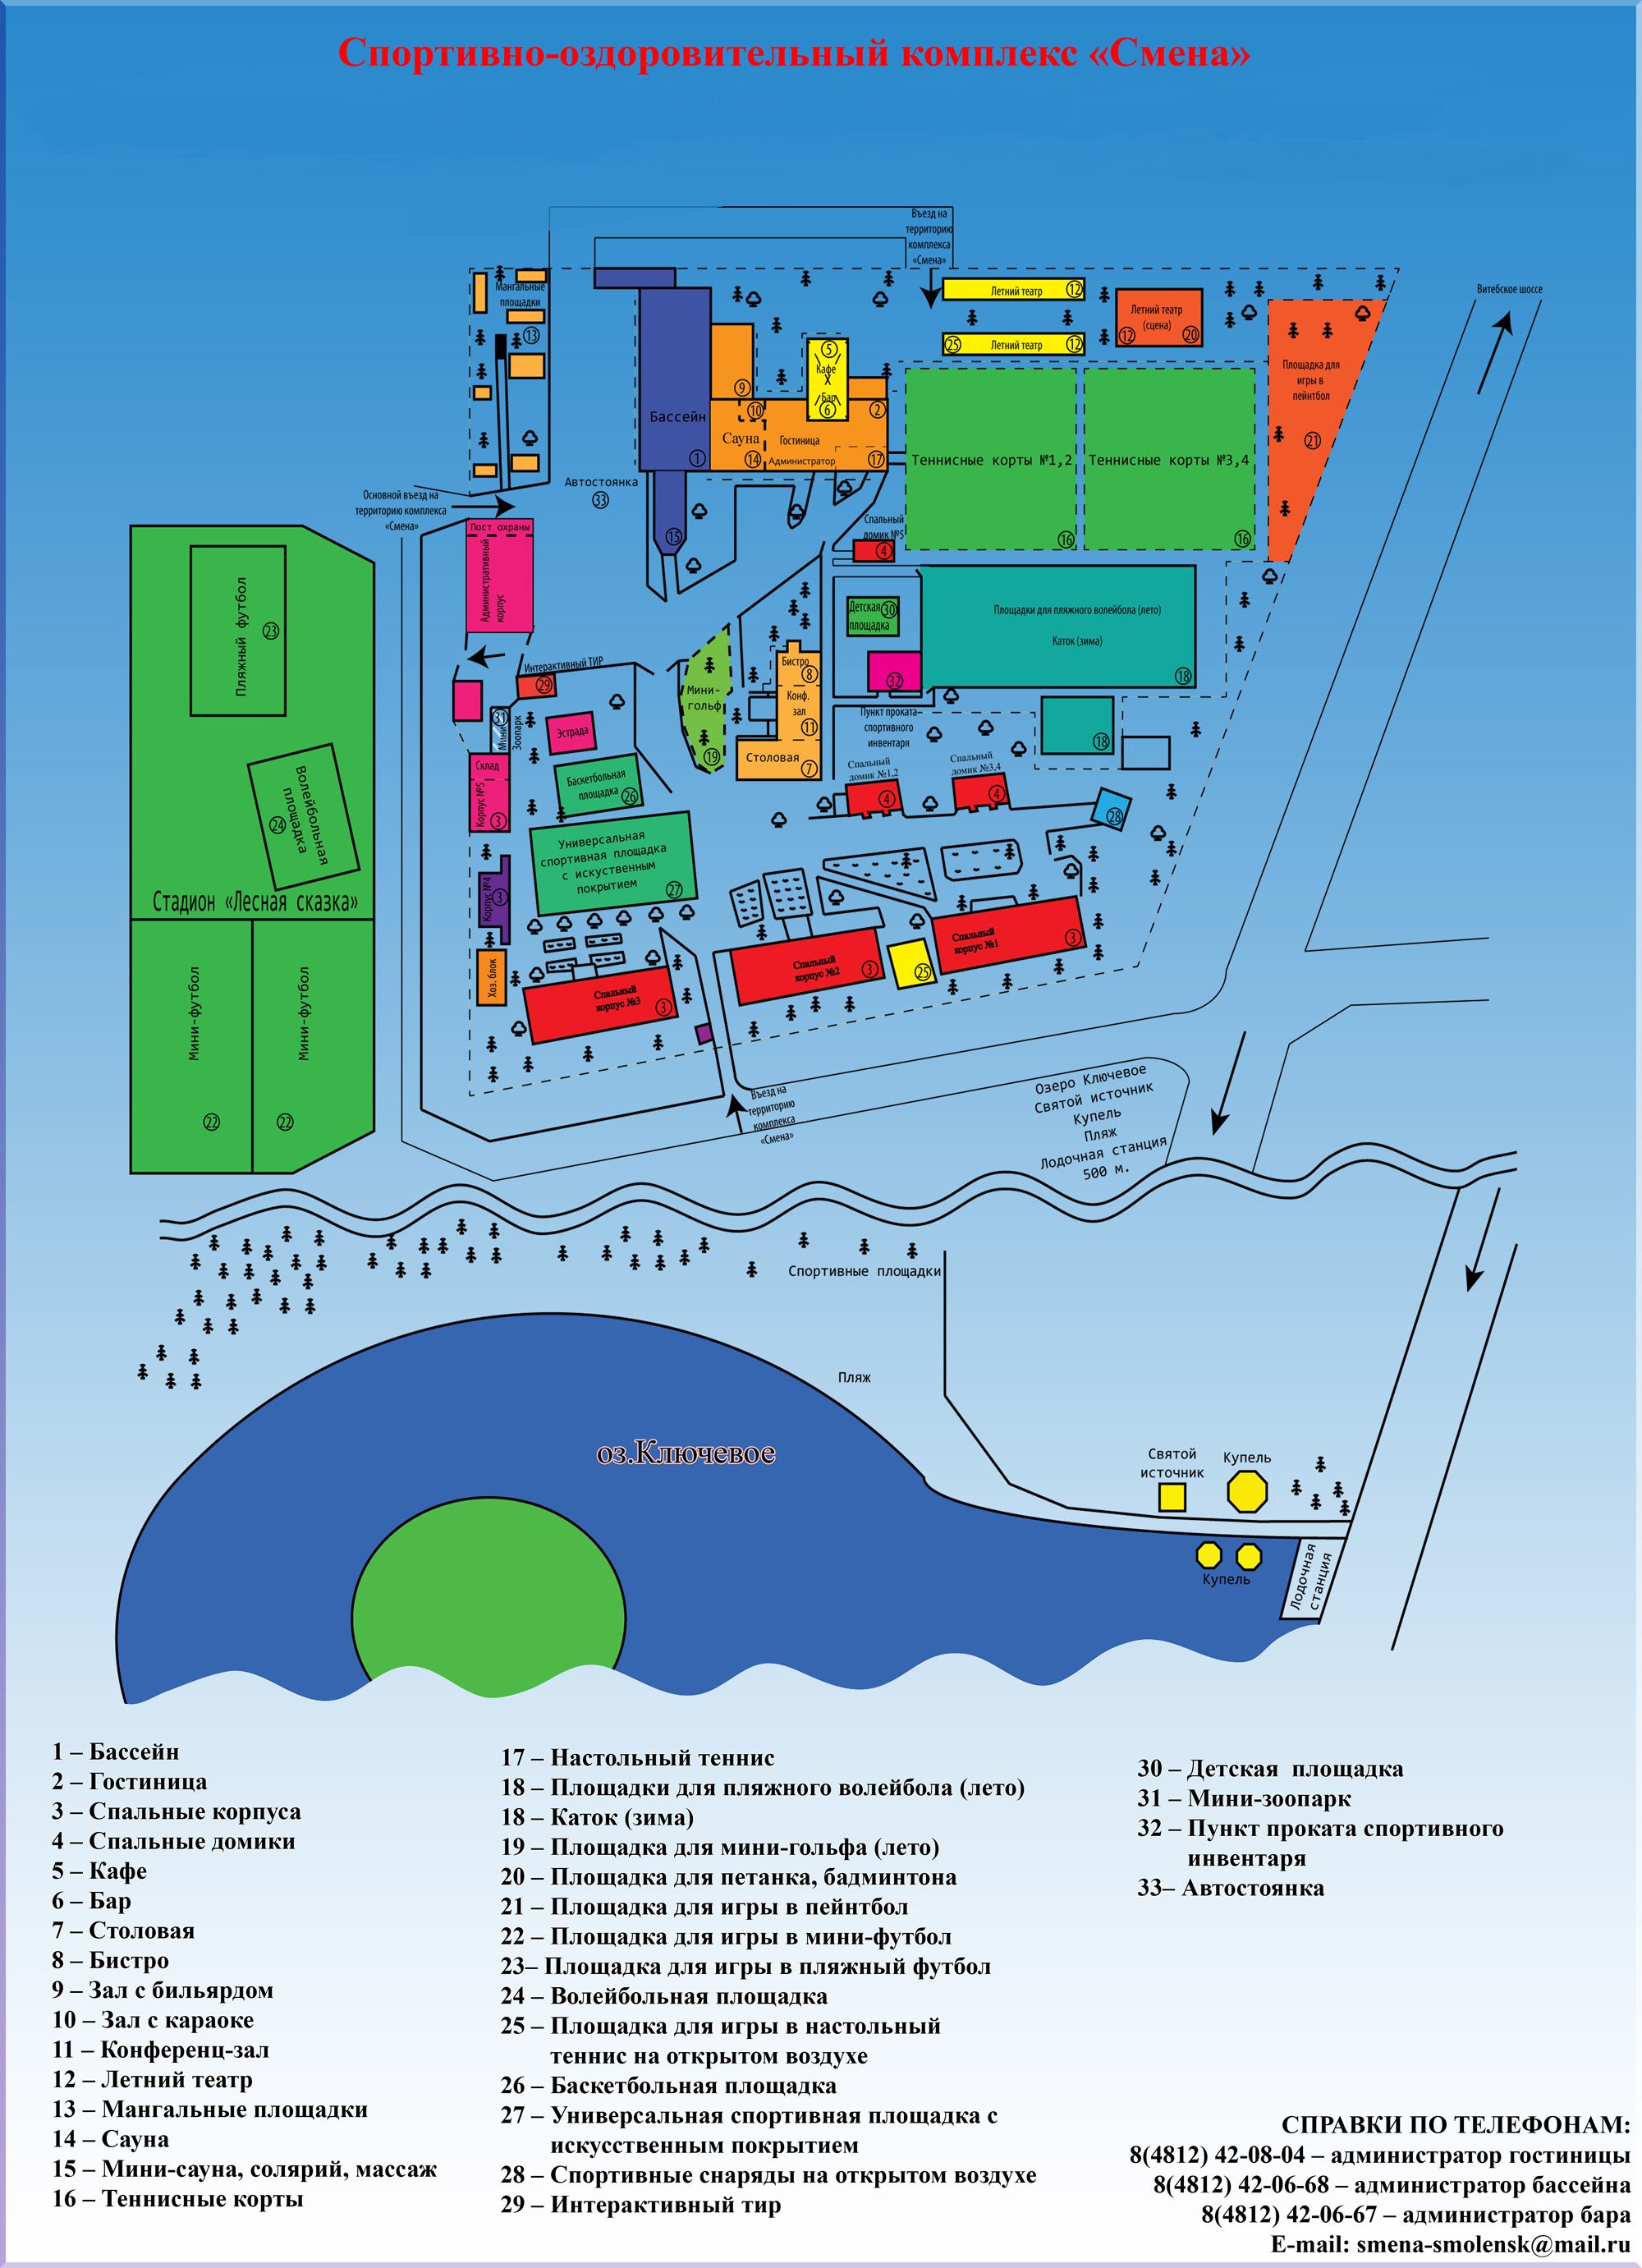 Спортивно-оздоровительный комплекс «Смена»
Въезд на
территорию
комплекса
«Смена»
Витебское шоссе
Мангальные
площадки
13
Летний театр
12
Летний театр
(сцена)
12
20
25
Летний театр
12
Площадка для
игры в
пейнтбол
21
5
Кафе
X
Бар
6
9
10
2
Бассейн
1
Сауна
14
Гостиница
Администратор
17
Теннисные корты №1,2
16
Теннисные корты №3,4
16
Автостоянка
33
Основной въезд на
территорию комплекса
«Смена»
15
Спальный
домик №5
4
Пост охраны
Административный
корпус
Пляжный футбол
23
Детская
площадка
30
Площадки для пляжного волейбола (лето)
Каток (зима)
18
32
Пункт проката
спортивного
инвентаря
18
Интерактивный ТИР
29
31
Мини
Зоопарк
Эстрада
Мини-
гольф
19
Бистро
8
Конф.
зал
11
Столовая
7
Склад
Корпус №5
3
Баскетбольная
площадка
26
Спальный
домик №1,2
4
Спальный
домик №3,4
4
28
Волейбольная
площадка
24
Стадион «Лесная сказка»
Универсальная
спортивная площадка
с искуственным
покрытием
27
Корпус №4
3
Хоз. блок
Спальный
корпус №3
3
Спальный
корпус №2
3
25
Спальный
корпус №1
3
Мини-футбол
22
Мини-футбол
22
Въезд на
территорию
комплекса
«Смена»
Озеро Ключевое
Святой источник
Купель
Пляж
Лодочная станция
500 м.
Спортивные площадки
Пляж
оз.Ключевое
Святой
источник
Купель
Купель
Лодочная
станция
1 – Бассейн
2 – Гостиница
3 – Спальные корпуса
4 – Спальные домики
5 – Кафе
6 – Бар
7 – Столовая
8 – Бистро
9 – Зал с бильярдом
10 – Зал с караоке
11 – Конференц-зал
12 – Летний театр
13 – Мангальные площадки
14 – Сауна
15 – Мини-сауна, солярий, массаж
16 – Теннисные корты
17 – Настольный теннис
18 – Площадки для пляжного волейбола (лето)
18 – Каток (зима)
19 – Площадка для мини-гольфа (лето)
20 – Площадка для петанка, бадминтона
21 – Площадка для игры в пейнтбол
22 – Площадка для игры в мини-футбол
23– Площадка для игры в пляжный футбол
24 – Волейбольная площадка
25 – Площадка для игры в настольный
теннис на открытом воздухе
26 – Баскетбольная площадка
27 – Универсальная спортивная площадка с
искусственным покрытием
28 – Спортивные снаряды на открытом воздухе
29 – Интерактивный тир
30 – Детская площадка
31 – Мини-зоопарк
32 – Пункт проката спортивного
инвентаря
33– Автостоянка
СПРАВКИ ПО ТЕЛЕФОНАМ:
8(4812) 42-08-04 – администратор гостиницы
8(4812) 42-06-68 – администратор бассейна
8(4812) 42-06-67 – администратор бара
E-mail: smena-smolensk@mail.ru